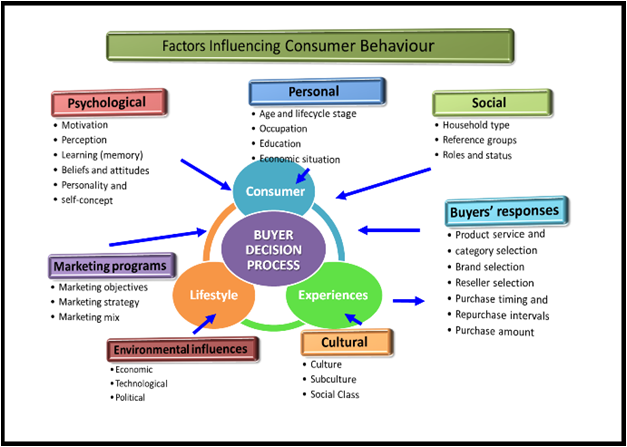 Factors Influencing Consumer Behaviour
Psychological
• Motivation
• Perception
• Learning (memory)
• Beliefs and attitudes
• Personality and
• self-concept
Personal
• Age and lifecycle stage
• Occupation
• Education
• Economic situation
Social
• Household type
• Reference groups
• Roles and status
Consumer
BUYER
DECISION
PROCESS
Lifestyle
Experiences
Buyers' responses
• Product service and
• category selection
• Brand selection
• Reseller selection
• Purchase timing and
• Repurchase intervals
• Purchase amount
Marketing programs
• Marketing objectives
• Marketing strategy
• Marketing mix
Environmental influences
•Economic
•Technological
•Political
Cultural
• Culture
• Subculture
• Social Class